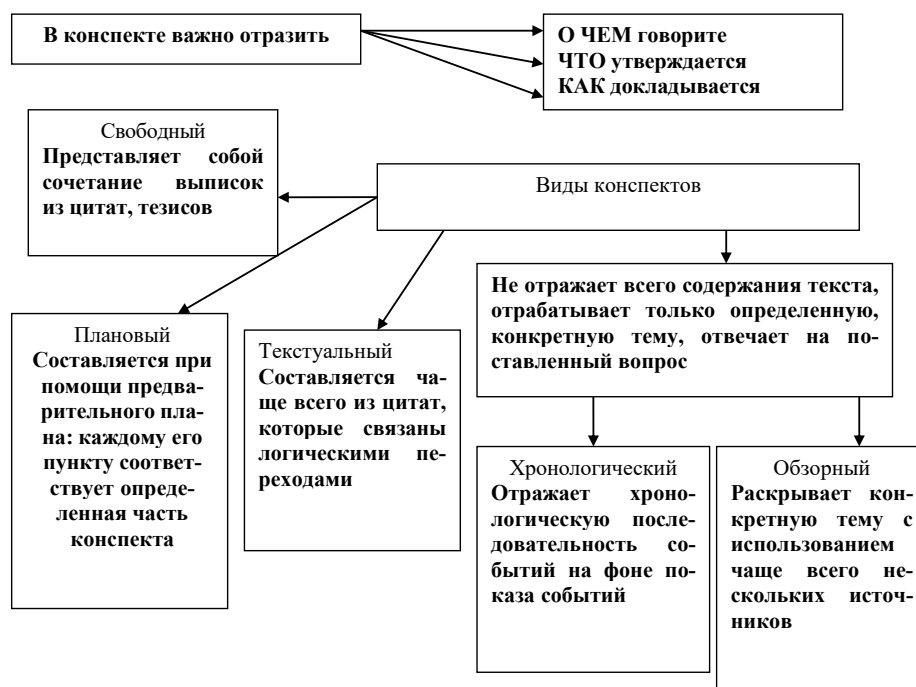 В конспекте важно отразить
О ЧЕМ говорите
ЧТО утверждается
КАК докладывается
Свободный
Представляет собой
сочетание выписок
из цитат, тезисов
Виды конспектов
Не отражает всего содержания текста,
отрабатывает только определенную,
конкретную тему, отвечает на по-
ставленный вопрос
Плановый
Составляется при
помощи предва-
рительного пла-
на: каждому его
пункту соответ-
ствует опреде-
ленная часть
конспекта
Текстуальный
Составляется ча-
ще всего из цитат,
которые связаны
логическими пе-
реходами
Хронологический
Отражает хроно-
логическую после-
довательность со-
бытий на фоне по-
каза событий
Обзорный
Раскрывает кон-
кретную тему с
использованием
чаще всего не-
скольких источ-
ников